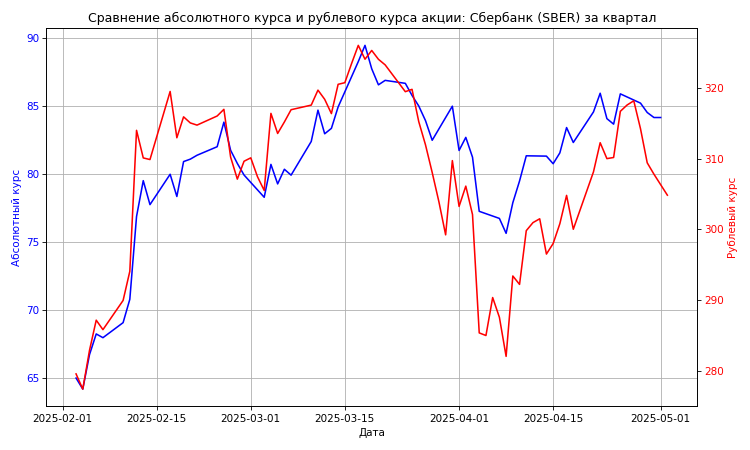 Сравнение абсолютного курса и рублевого курса акции: Сбербанк (SBER) за квартал
90
85
80
75
70
65
Абсолютный курс
320
310
300
290
280
Рублевый курс
2025-02-01 2025-02-15 2025-03-01 2025-03-15 2025-04-01 2025-04-15 2025-05-01
Дата